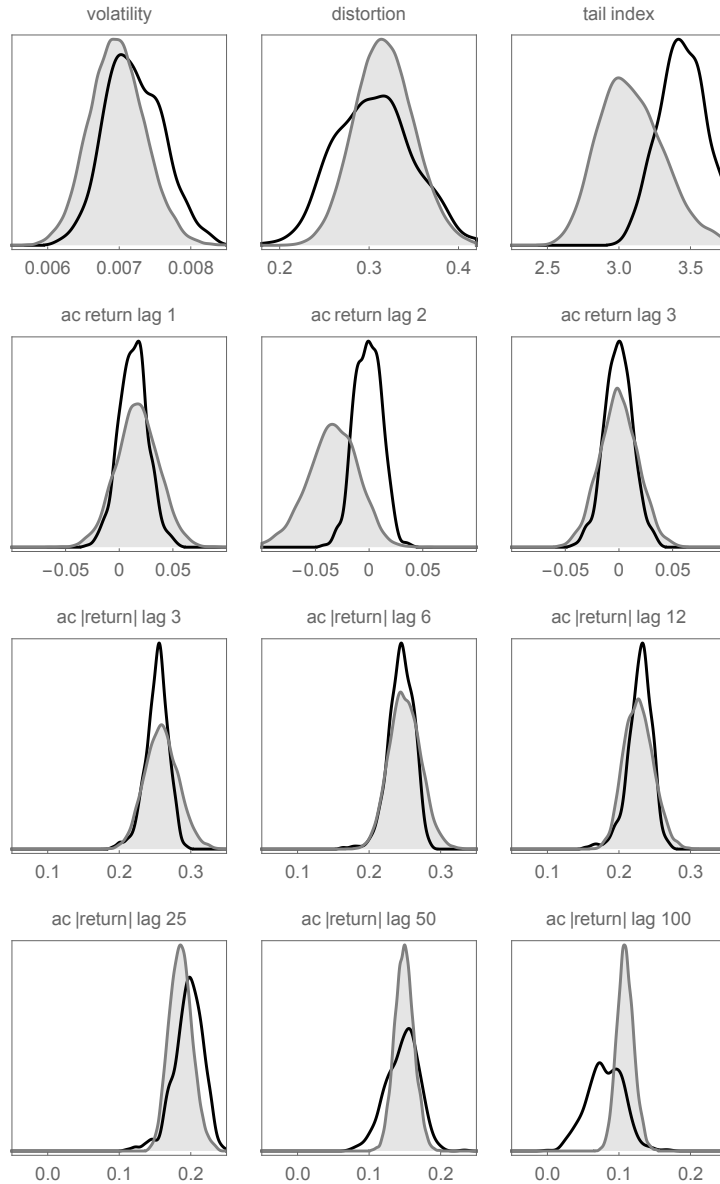 volatility distortion tail index
0.006 0.007 0.008 0.2 0.3 0.4 2.5 3.0 3.5
ac return lag 1 ac return lag 2 ac return lag 3
−0.05 0 0.05 −0.05 0 0.05 −0.05 0 0.05
ac |return| lag 3 ac |return| lag 6 ac |return| lag 12
0.1 0.2 0.3 0.1 0.2 0.3 0.1 0.2 0.3
ac |return| lag 25 ac |return| lag 50 ac |return| lag 100
0.0 0.1 0.2 0.0 0.1 0.2 0.0 0.1 0.2